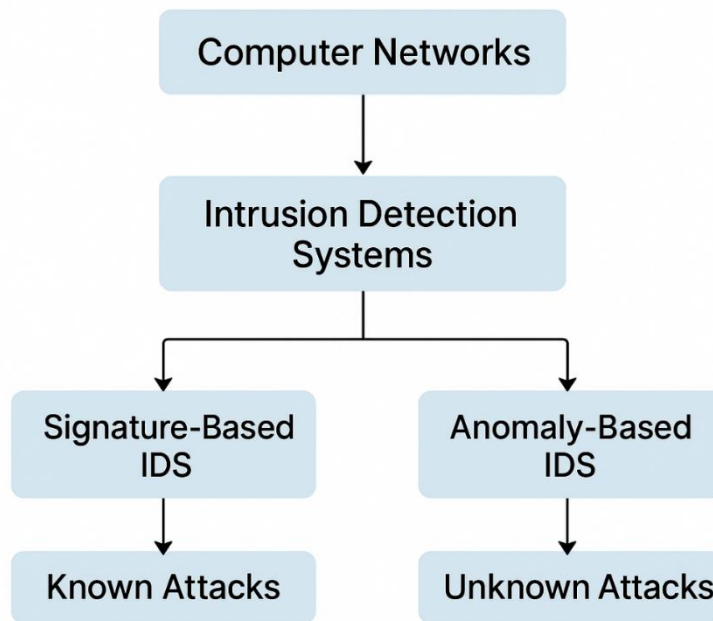 Computer Networks
Intrusion Detection
Systems
Signature-Based
IDS
Anomaly-Based
IDS
Known Attacks
Unknown Attacks